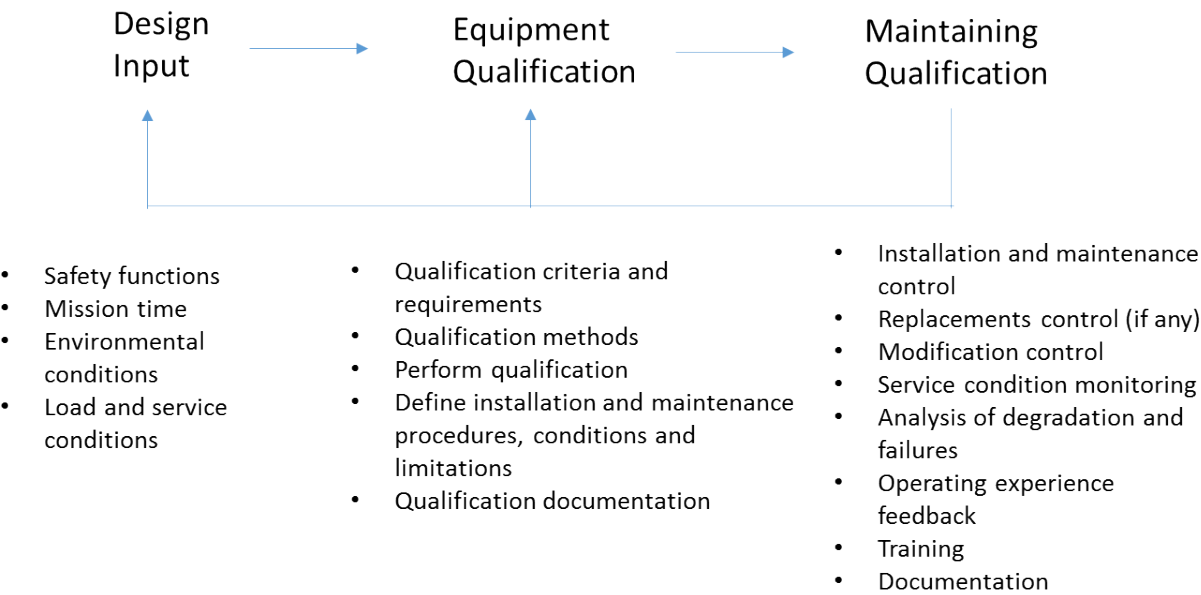 Design
Input
Equipment
Qualification
Maintaining
Qualification
• Safety functions
• Mission time
• Environmental
conditions
• Load and service
conditions
• Qualification criteria and
requirements
• Qualification methods
• Perform qualification
• Define installation and maintenance
procedures, conditions and
limitations
• Qualification documentation
• Installation and maintenance
control
• Replacements control (if any)
• Modification control
• Service condition monitoring
• Analysis of degradation and
failures
• Operating experience
feedback
• Training
• Documentation